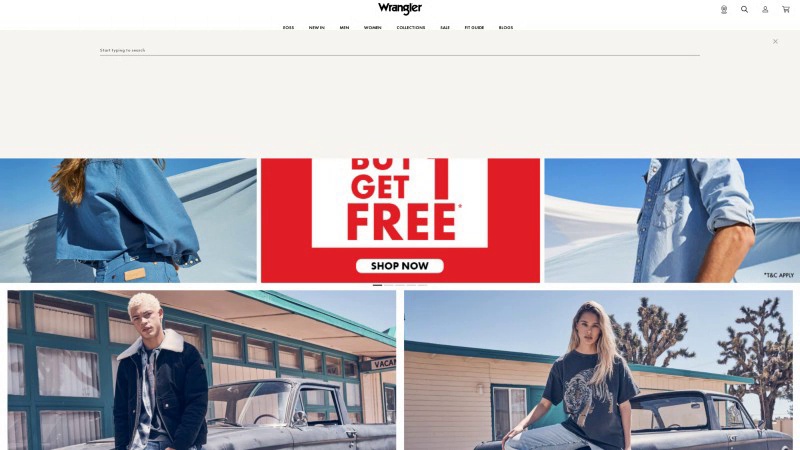 Wrangler
EOSS NEW IN MEN WOMEN COLLECTIONS SALE FIT GUIDE BLOGS
Start typing to search
BUY 1
GET
FREE*
SHOP NOW
*T&C APPLY
VACAN